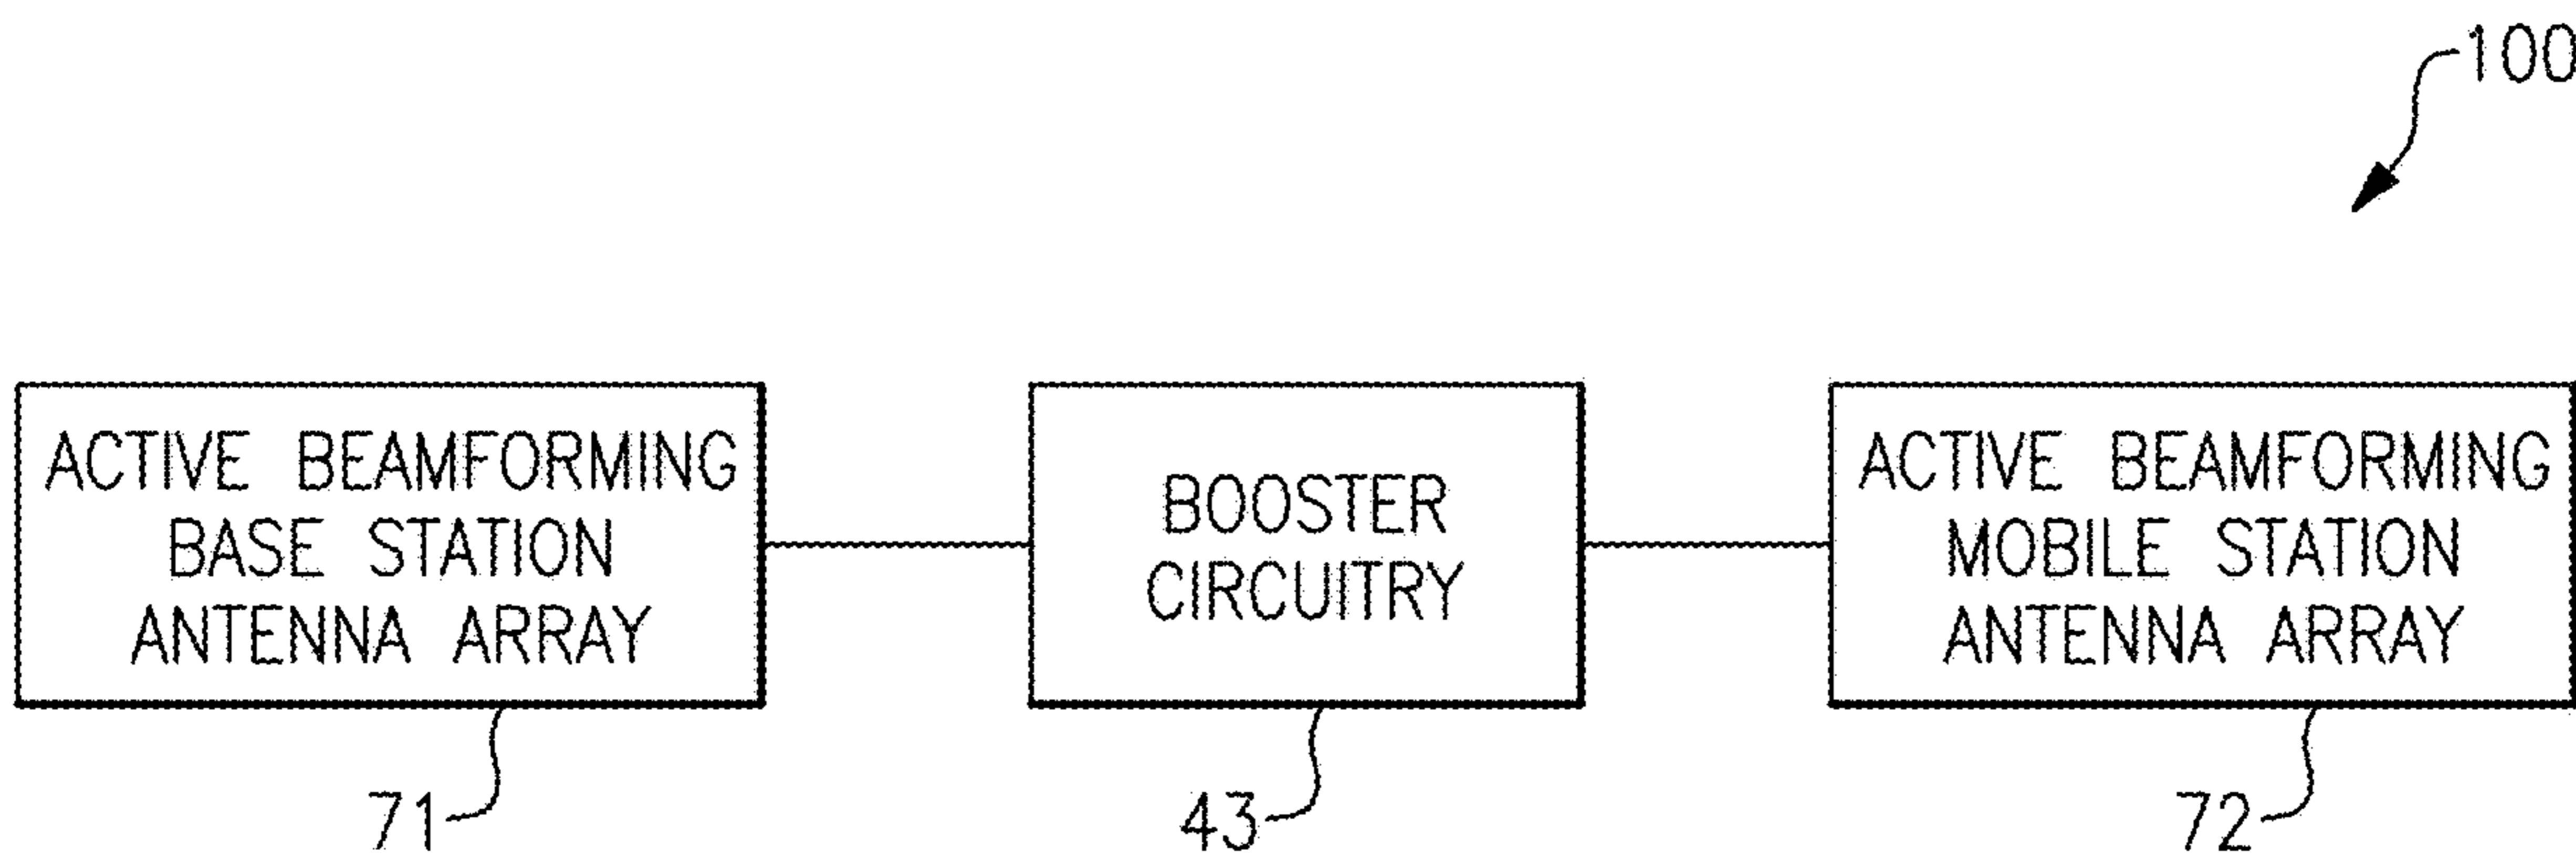 100
ACTIVE BEAMFORMING
BASE STATION
ANTENNA ARRAY
BOOSTER
CIRCUITRY
ACTIVE BEAMFORMING
MOBILE STATION
ANTENNA ARRAY
71
43
72